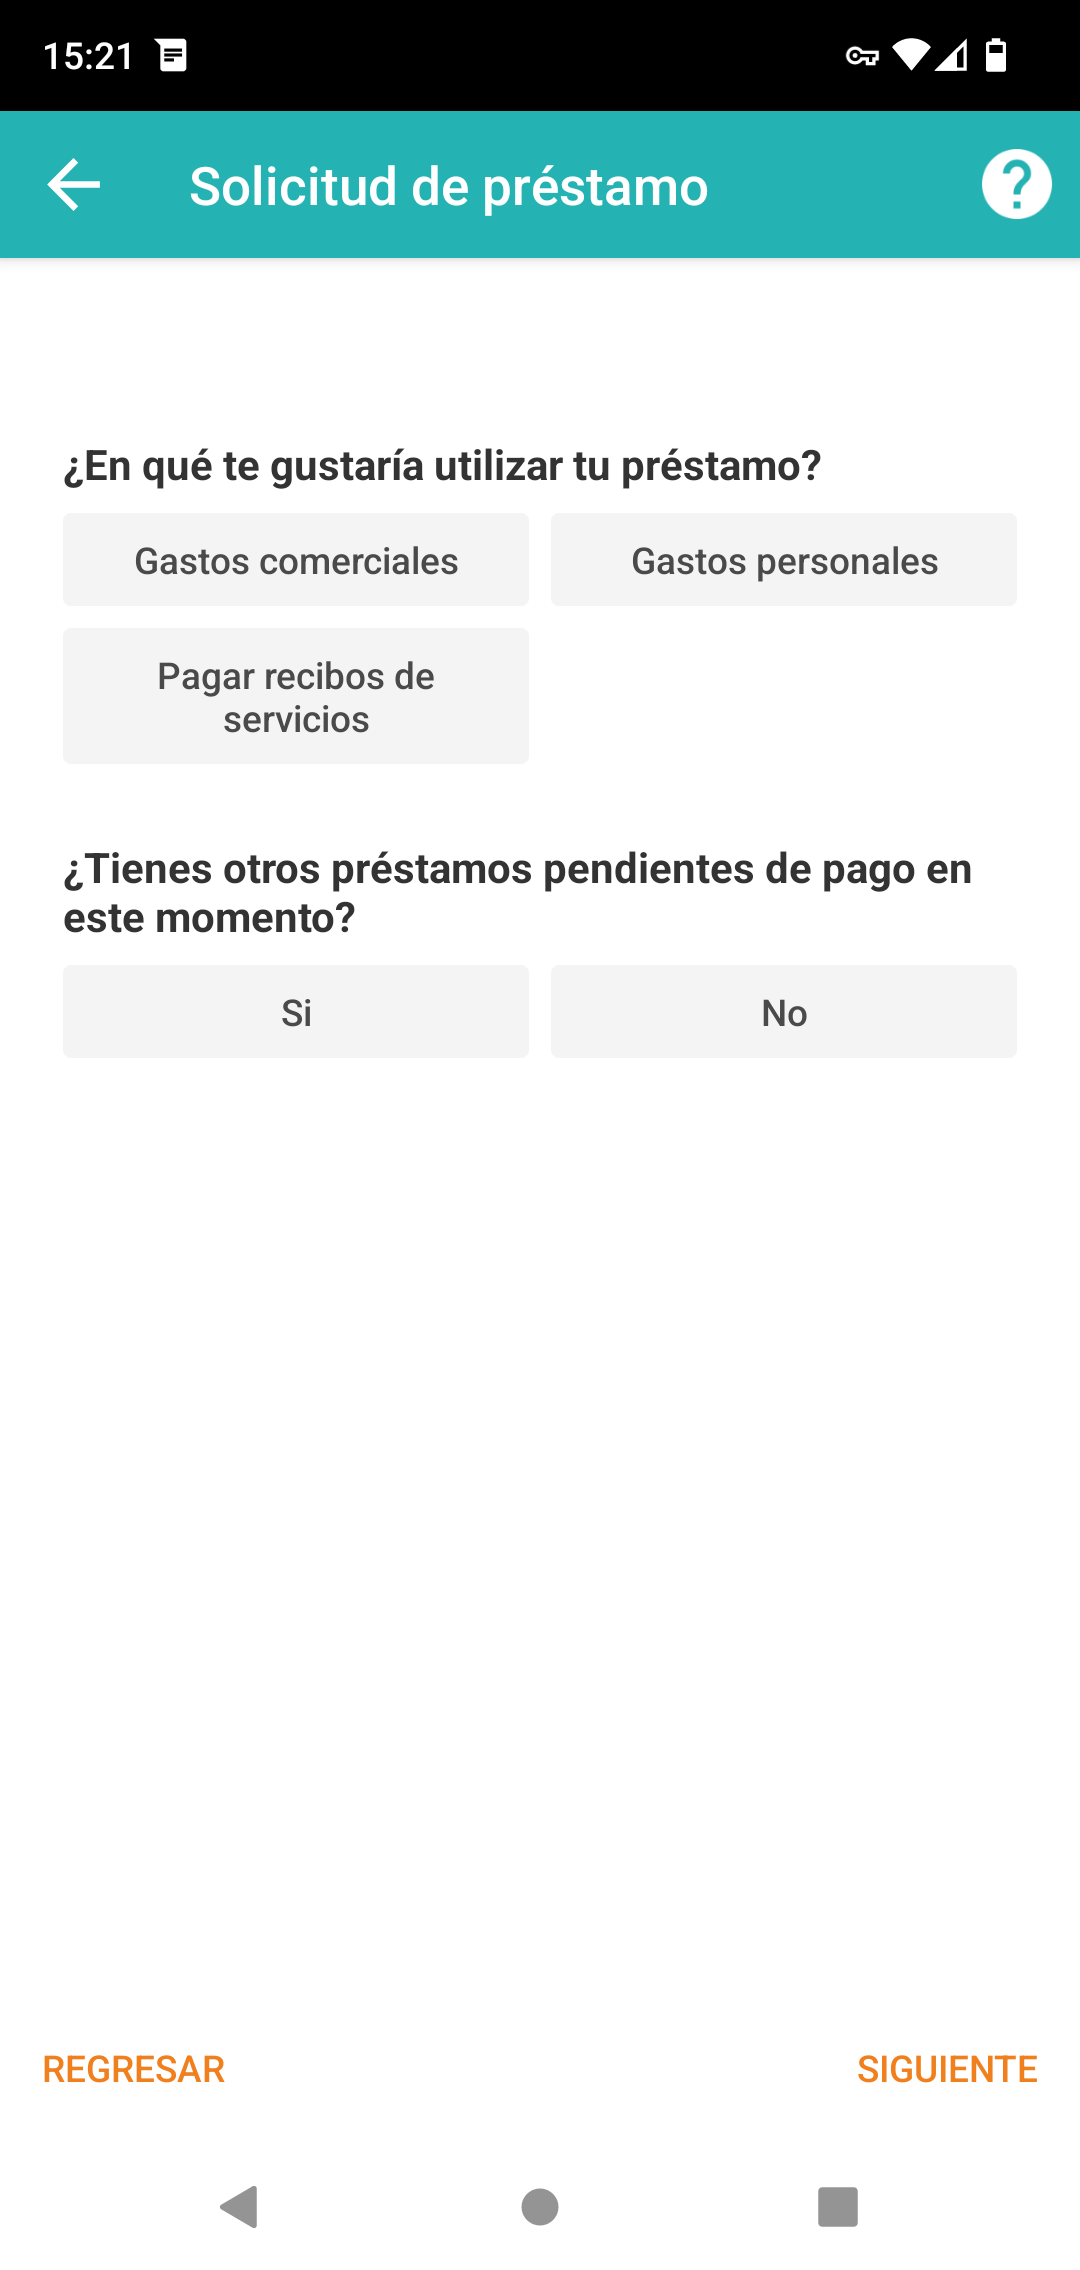 15:21
Solicitud de préstamo
¿En qué te gustaría utilizar tu préstamo?
Gastos comerciales
Gastos personales
Pagar recibos de
servicios
¿Tienes otros préstamos pendientes de pago en
este momento?
Si
No
REGRESAR
SIGUIENTE